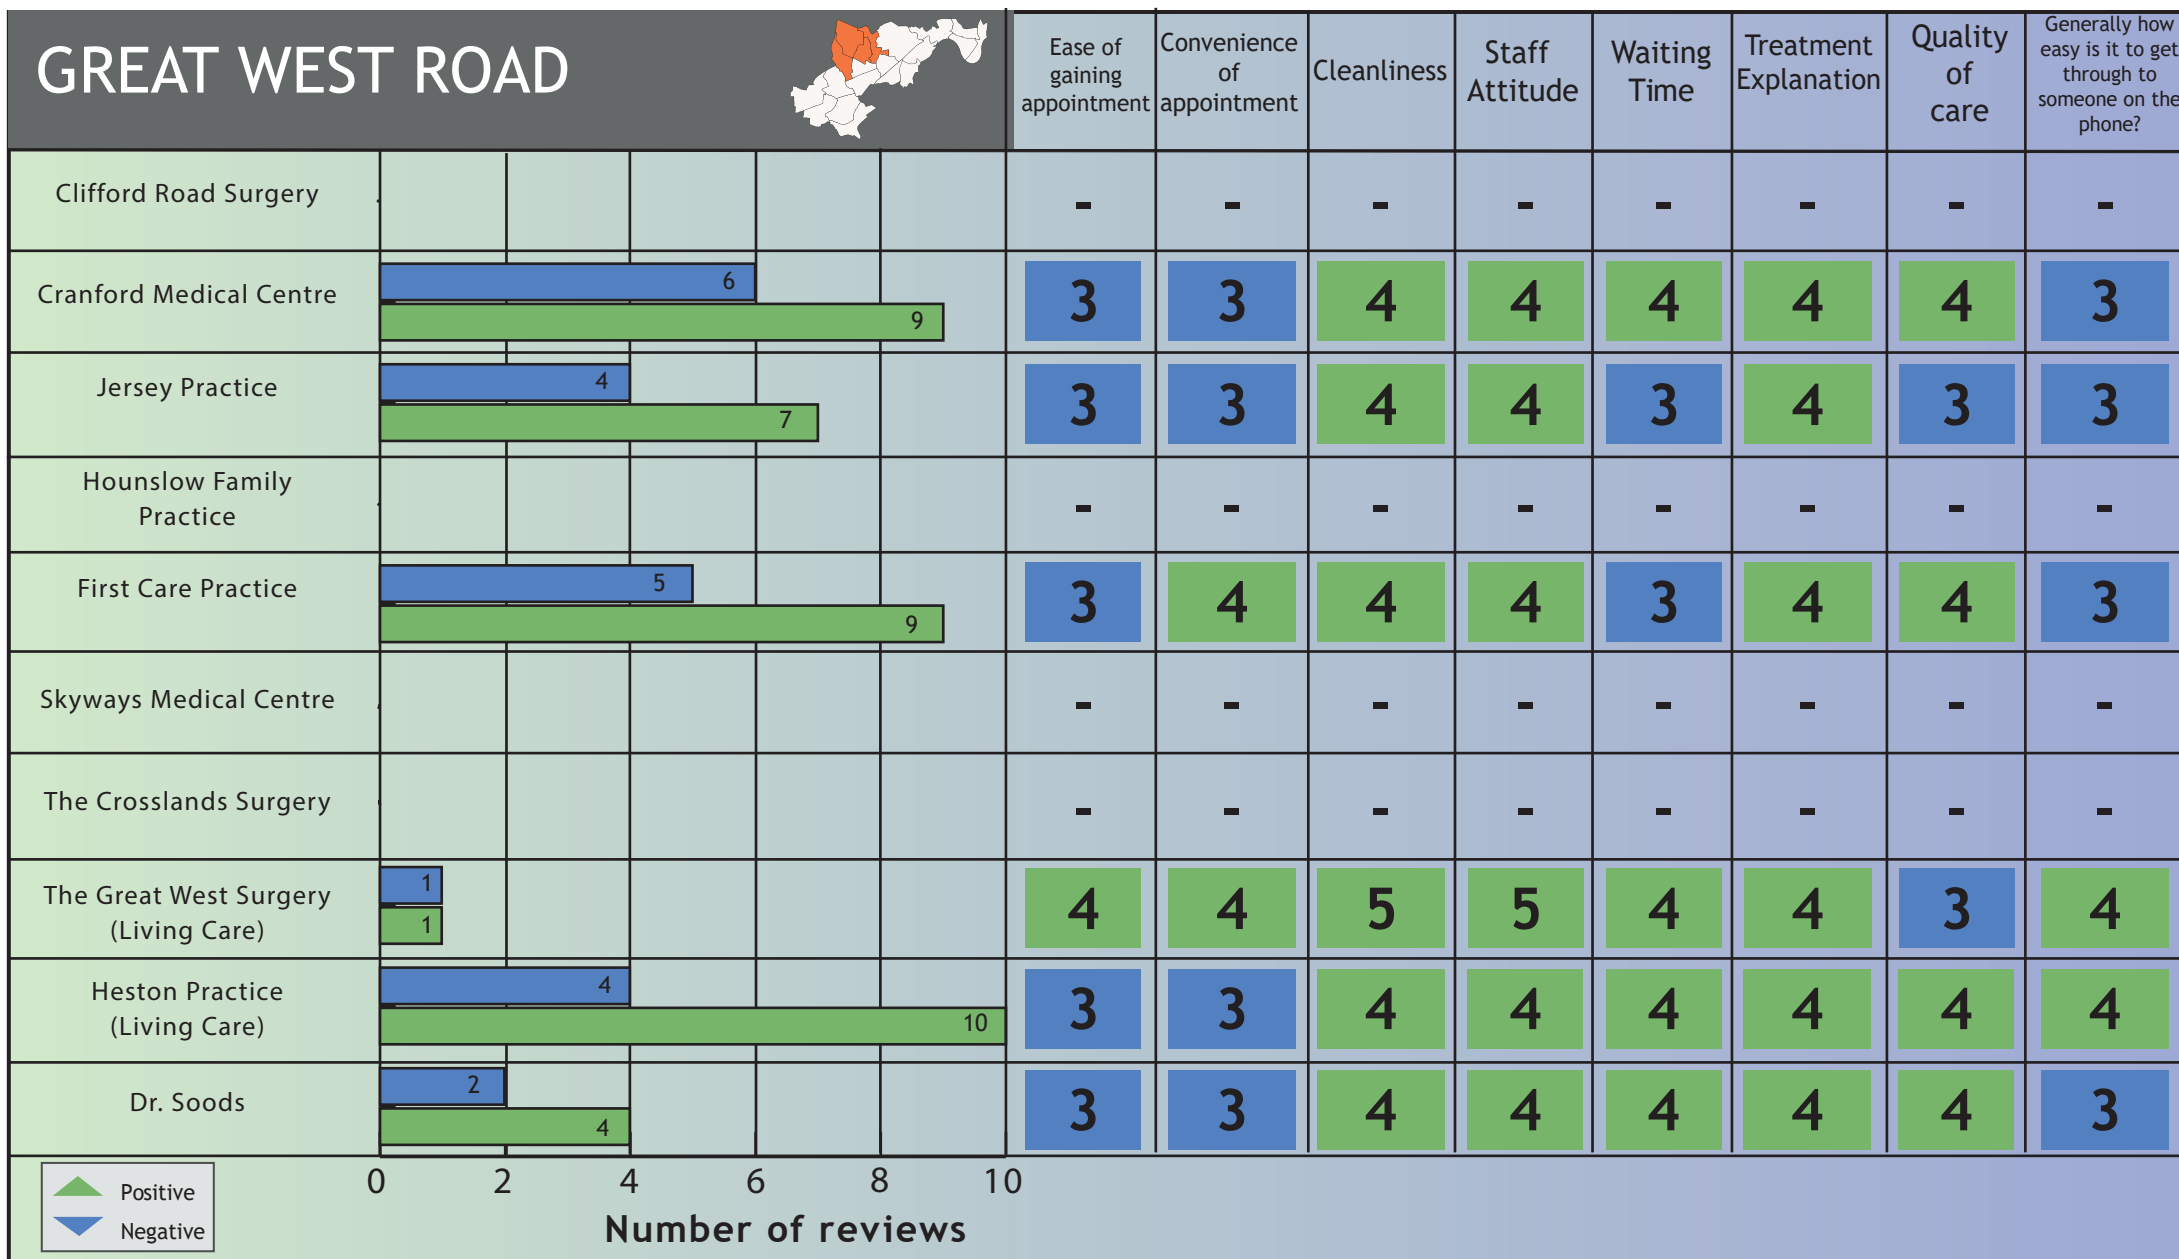 GREAT WEST ROAD
Ease of
gaining
appointment
Convenience
of
appointment
Cleanliness
Staff
Attitude
Waiting
Time
Treatment
Explanation
Quality
of
care
Generally how
easy is it to get
through to
someone on the
phone?
Clifford Road Surgery
- - - - - - - -
Cranford Medical Centre
6
9
3 3 4 4 4 4 4 3
Jersey Practice
4
7
3 3 4 4 3 4 3 3
Hounslow Family
Practice
- - - - - - - -
First Care Practice
5
9
3 4 4 4 3 4 4 3
Skyways Medical Centre
- - - - - - - -
The Crosslands Surgery
- - - - - - - -
The Great West Surgery
(Living Care)
1
1
4 4 5 5 4 4 3 4
Heston Practice
(Living Care)
4
10
3 3 4 4 4 4 4 4
Dr. Soods
2
4
3 3 4 4 4 4 4 3
0 2 4 6 8 10
Number of reviews
Positive
Negative